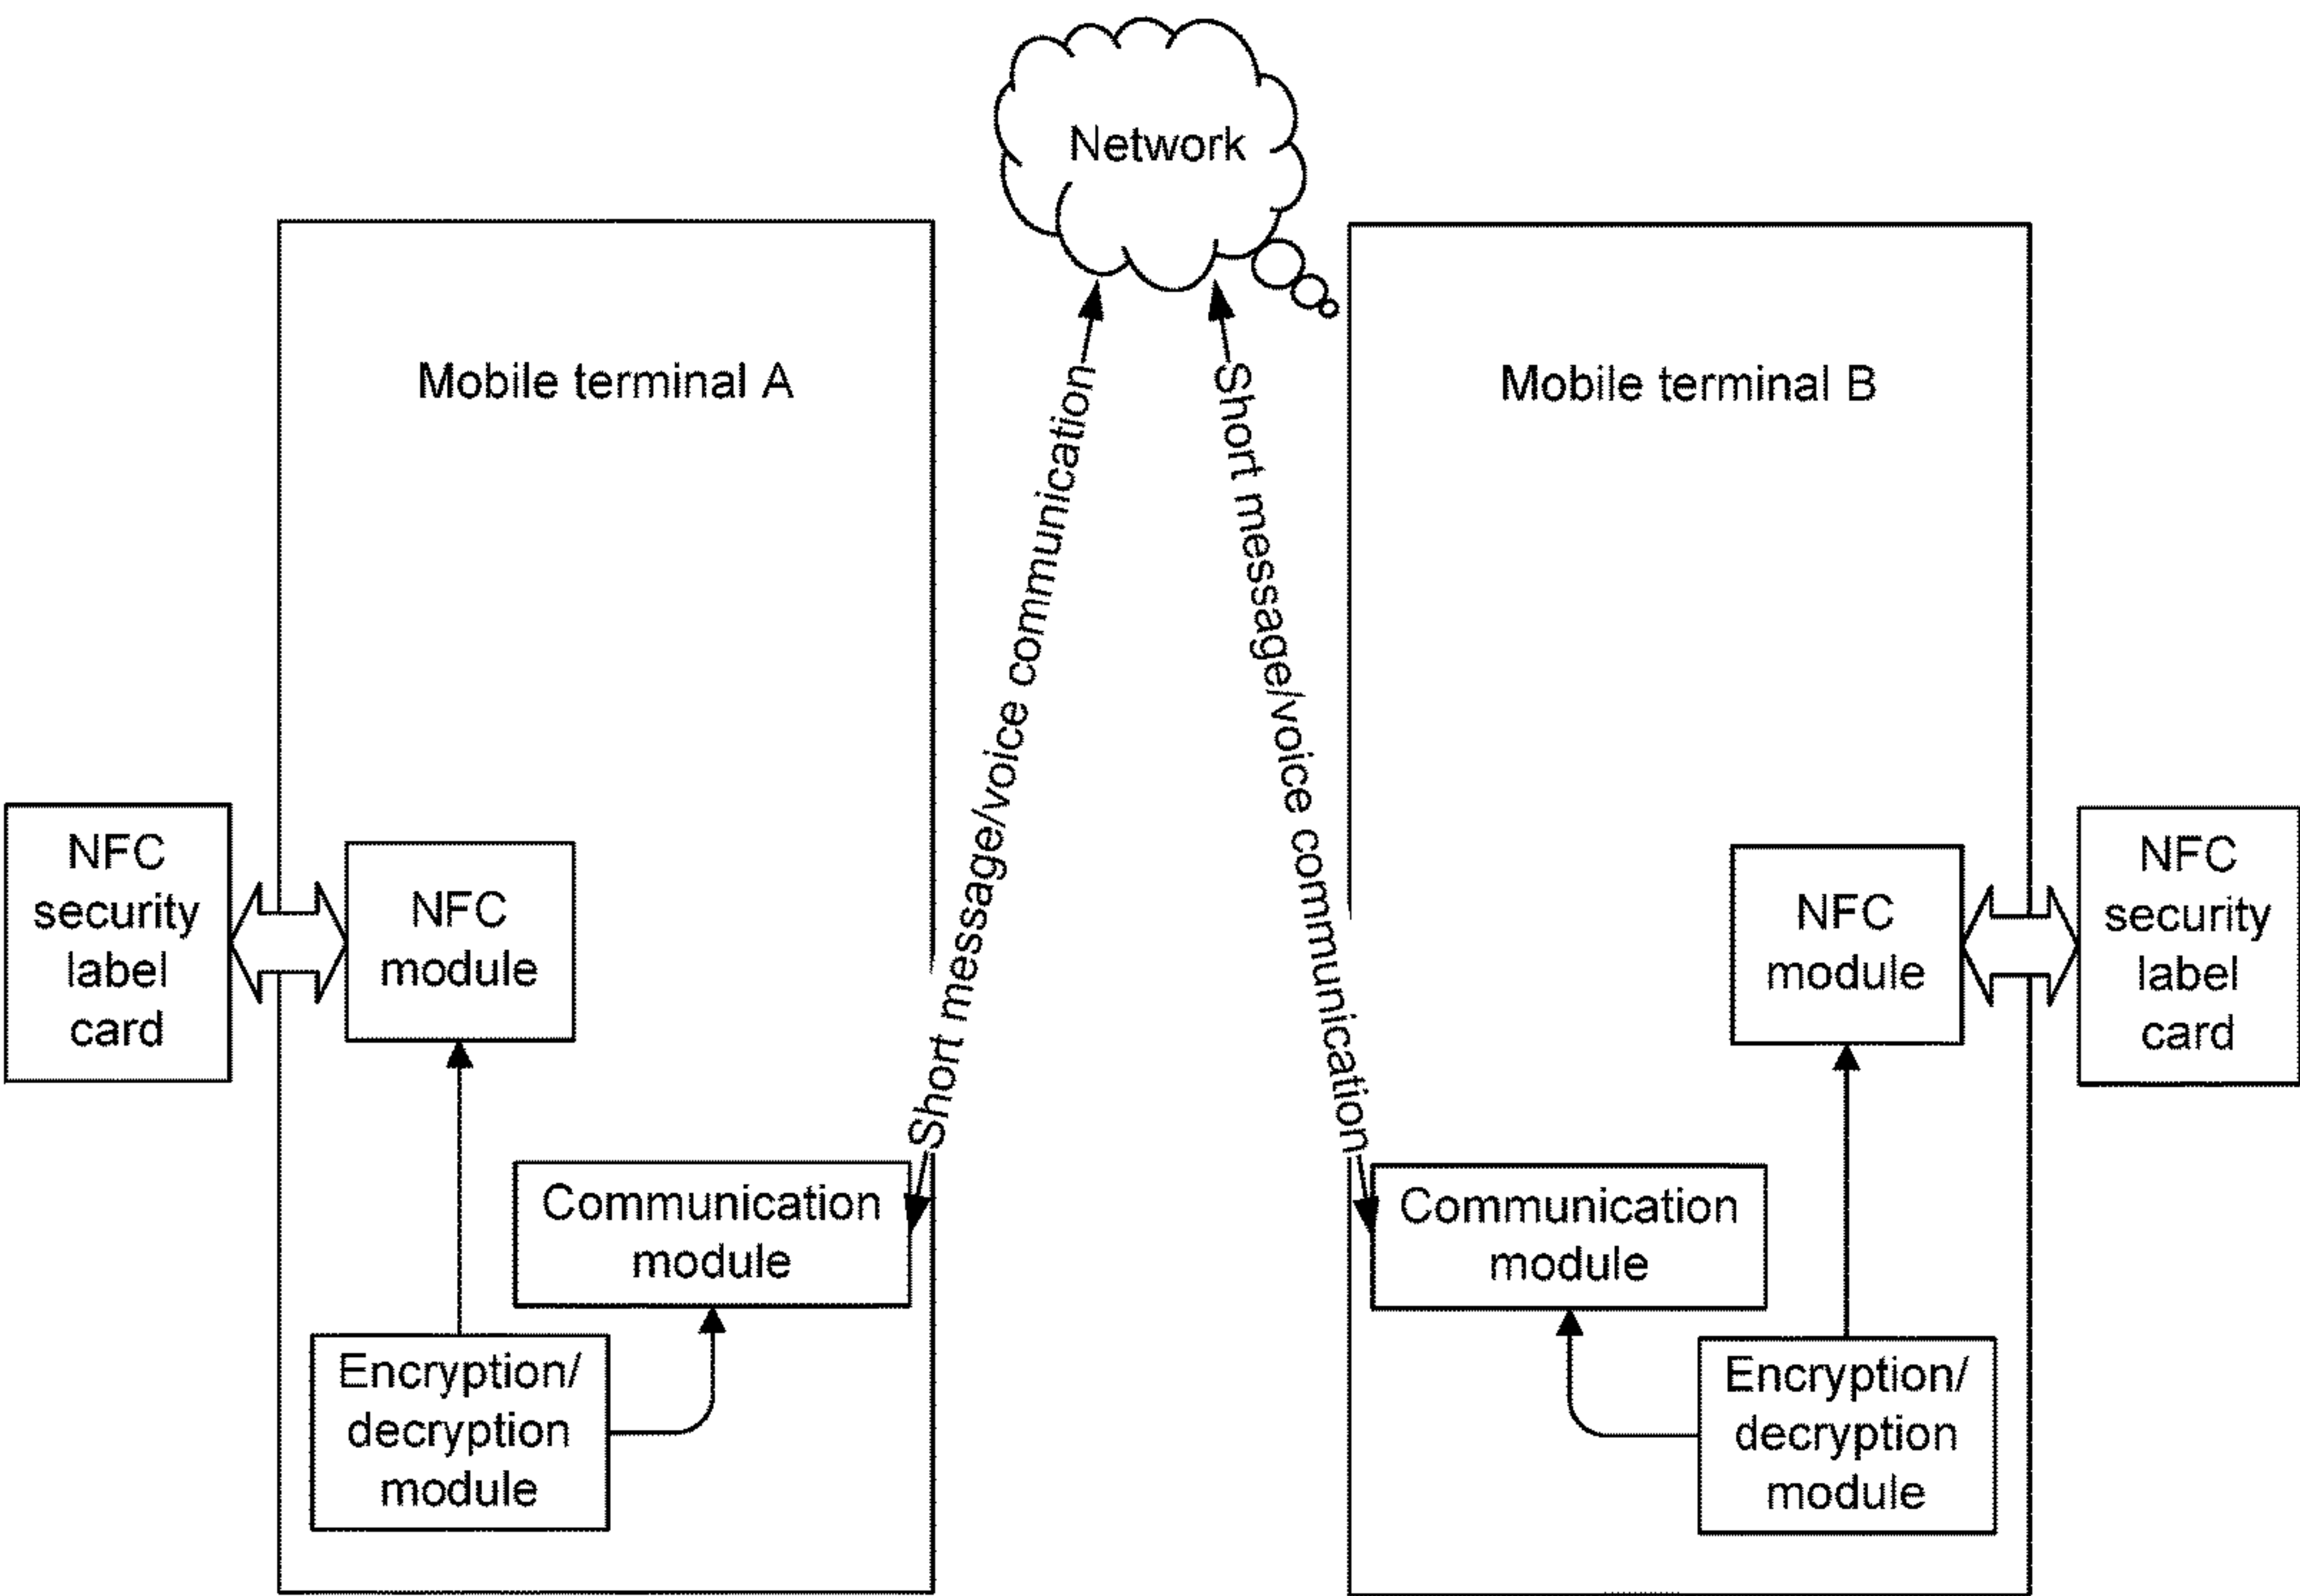 Network
Mobile terminal A
Mobile terminal B
Short message/voice communication
Short message/voice communication
NFC
security
label
card
NFC
module
NFC
module
NFC
security
label
card
Communication
module
Communication
module
Encryption/
decryption
module
Encryption/
decryption
module